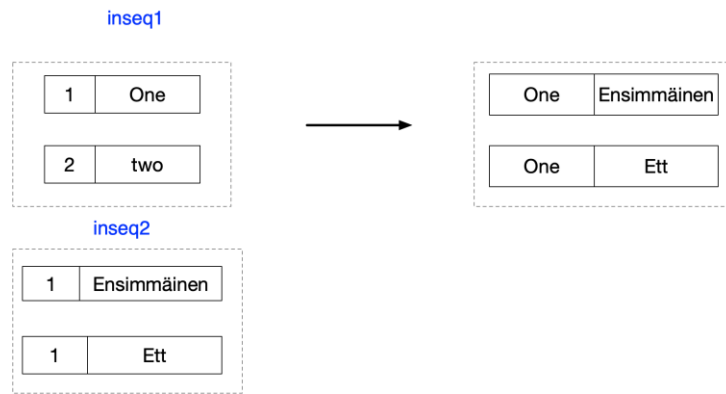 inseq1
1 One
2 two
inseq2
1 Ensimmäinen
1 Ett
One Ensimmäinen
One Ett